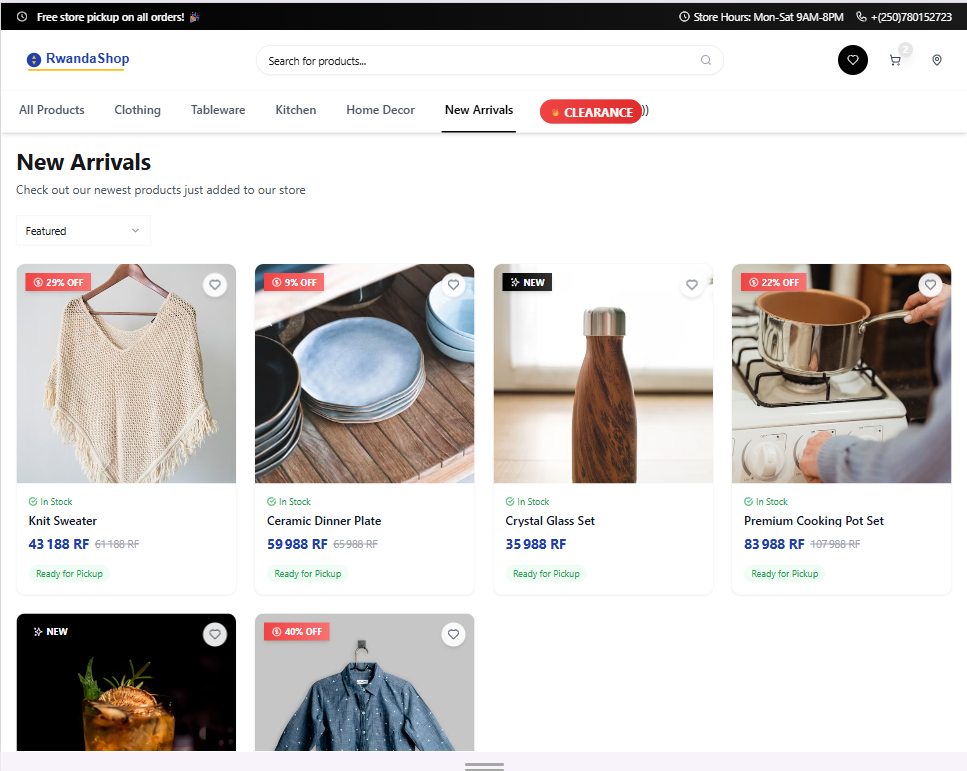 Free store pickup on all orders! 🎉
Store Hours: Mon-Sat 9AM-8PM
+(250)780152723
RwandaShop
Search for products...
2
All Products
Clothing
Tableware
Kitchen
Home Decor
New Arrivals
🔥 CLEARANCE
))
New Arrivals
Check out our newest products just added to our store
Featured
29% OFF
9% OFF
NEW
22% OFF
In Stock
In Stock
In Stock
In Stock
Knit Sweater
Ceramic Dinner Plate
Crystal Glass Set
Premium Cooking Pot Set
43 188 RF 61 188 RF
59 988 RF 65 988 RF
35 988 RF
83 988 RF 107 988 RF
Ready for Pickup
Ready for Pickup
Ready for Pickup
Ready for Pickup
NEW
40% OFF